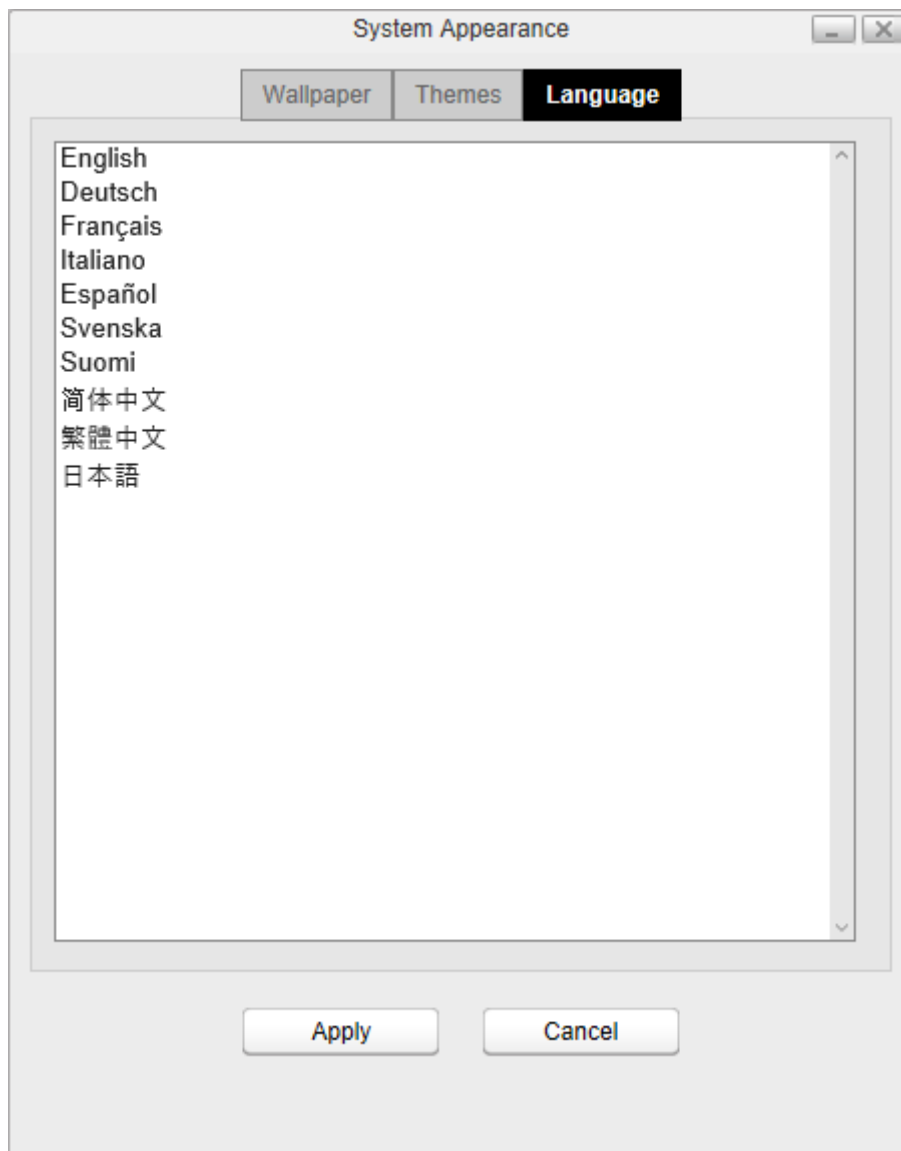 System Appearance
Wallpaper Themes Language
English
Deutsch
Français
Italiano
Español
Svenska
Suomi
简体中文
繁體中文
日本語
Apply Cancel